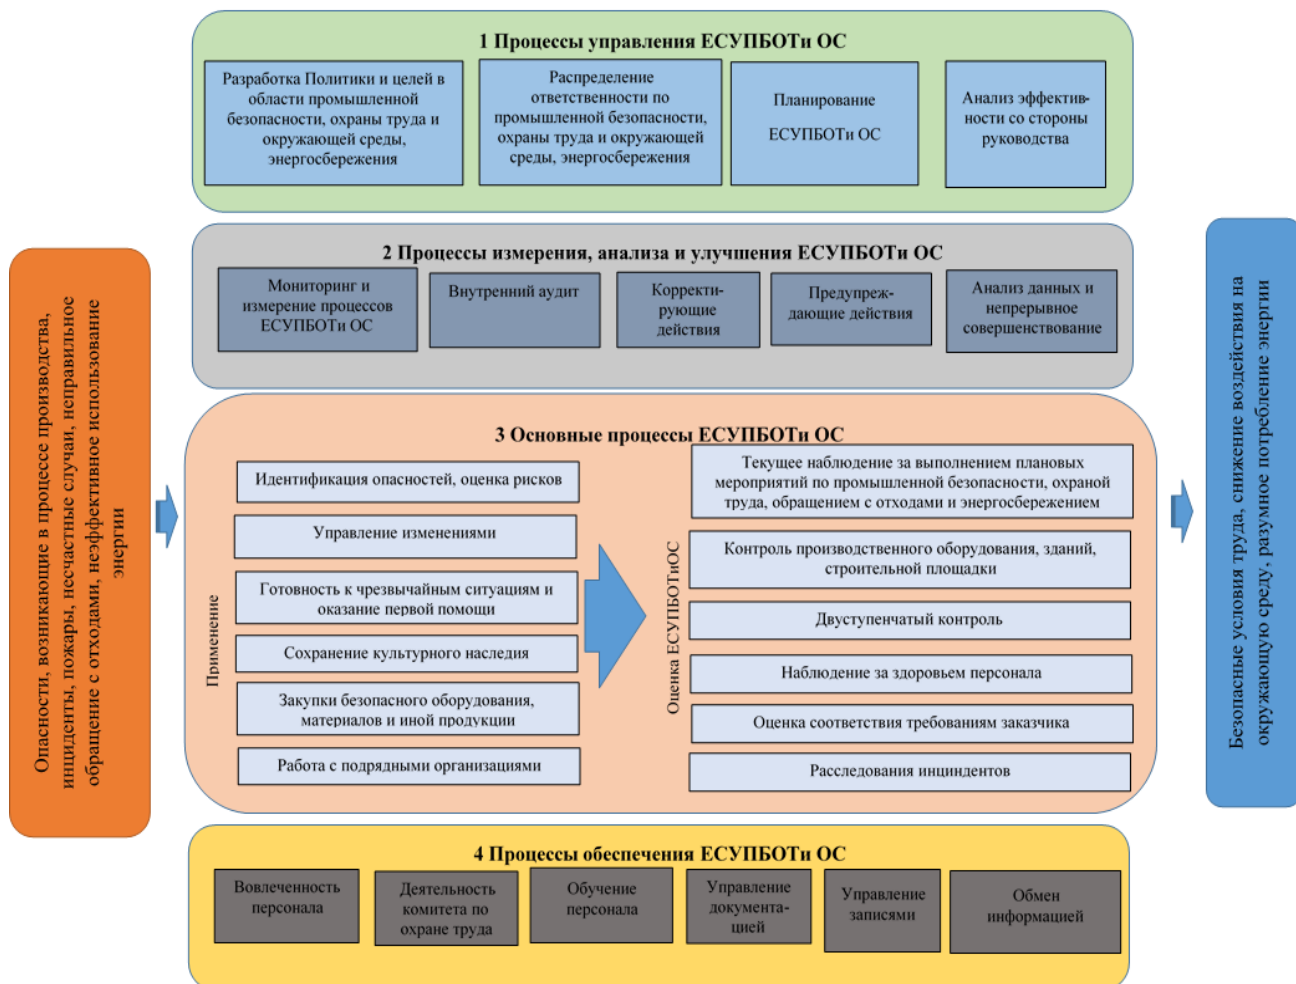 1 Процессы управления ЕСУПБОТи ОС
Разработка Политики и целей в
области промышленной
безопасности, охраны труда и
окружающей среды,
энергосбережения
Распределение
ответственности по
промышленной безопасности,
охраны труда и окружающей
среды, энергосбережения
Планирование
ЕСУПБОТи ОС
Анализ эффектив-
ности со стороны
руководства
2 Процессы измерения, анализа и улучшения ЕСУПБОТи ОС
Мониторинг и
измерение процессов
ЕСУПБОТи ОС
Внутренний аудит
Корректи-
рующие
действия
Предупреж-
дающие действия
Анализ данных и
непрерывное
совершенствование
Опасности, возникающие в процессе производства,
инциденты, пожары, несчастные случаи, неправильное
обращение с отходами, неэффективное использование
энергии
3 Основные процессы ЕСУПБОТи ОС
Применение
Идентификация опасностей, оценка рисков
Управление изменениями
Готовность к чрезвычайным ситуациям и
оказание первой помощи
Сохранение культурного наследия
Закупки безопасного оборудования,
материалов и иной продукции
Работа с подрядными организациями
Оценка ЕСУПБОТиОС
Текущее наблюдение за выполнением плановых
мероприятий по промышленной безопасности, охраной
труда, обращением с отходами и энергосбережением
Контроль производственного оборудования, зданий,
строительной площадки
Двуступенчатый контроль
Наблюдение за здоровьем персонала
Оценка соответствия требованиям заказчика
Расследования инциндентов
Безопасные условия труда, снижение воздействия на
окружающую среду, разумное потребление энергии
4 Процессы обеспечения ЕСУПБОТи ОС
Вовлеченность
персонала
Деятельность
комитета по
охране труда
Обучение
персонала
Управление
документа-
цией
Управление
записями
Обмен
информацией